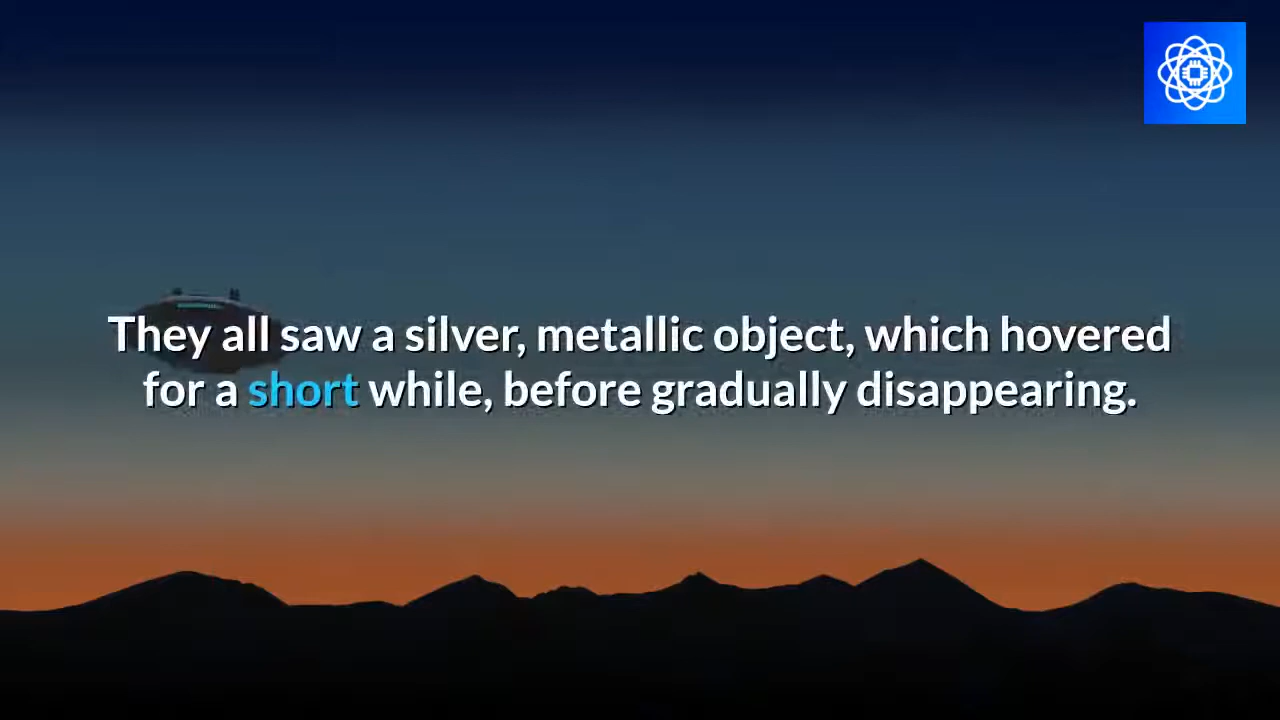 They all saw a silver, metallic object, which hovered
for a short while, before gradually disappearing.